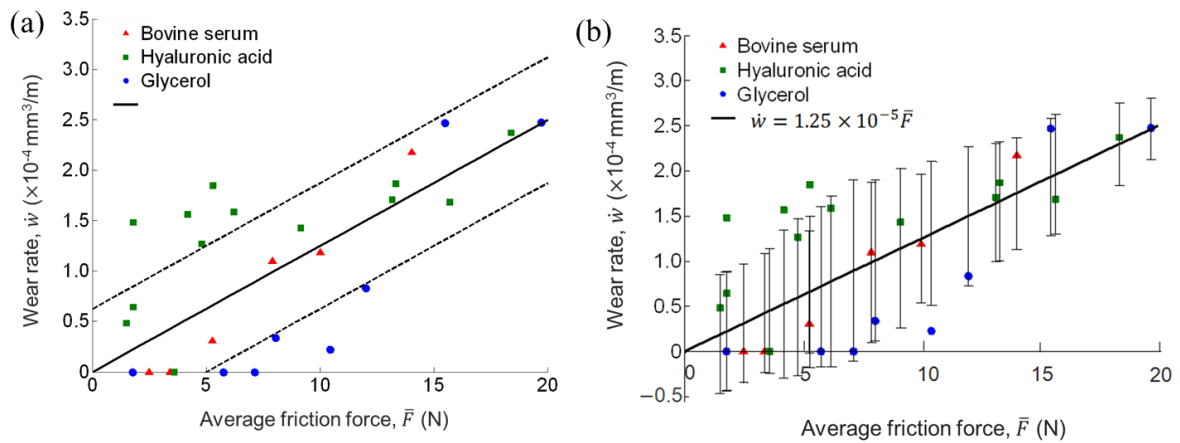 (a)
3.5
3.0
2.5
2.0
1.5
1.0
0.5
0
0
5
10
15
20
Wear rate, ẇ (×10⁻⁴ mm³/m)
Average friction force, F̅ (N)
Bovine serum
Hyaluronic acid
Glycerol
(b)
3.5
3.0
2.5
2.0
1.5
1.0
0.5
0.0
−0.5
0
5
10
15
20
Wear rate, ẇ (×10⁻⁴ mm³/m)
Average friction force, F̅ (N)
Bovine serum
Hyaluronic acid
Glycerol
ẇ = 1.25 × 10⁻⁵F̅